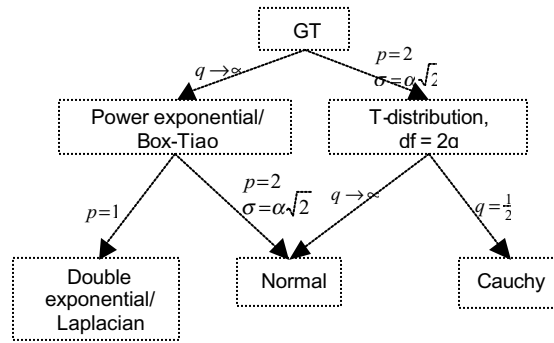 GT
q→∝
p=2
σ=α√2
Power exponential/
Box-Tiao
T-distribution,
df = 2α
p=1
p=2
σ=α√2
q→∝
q=½
Double
exponential/
Laplacian
Normal
Cauchy